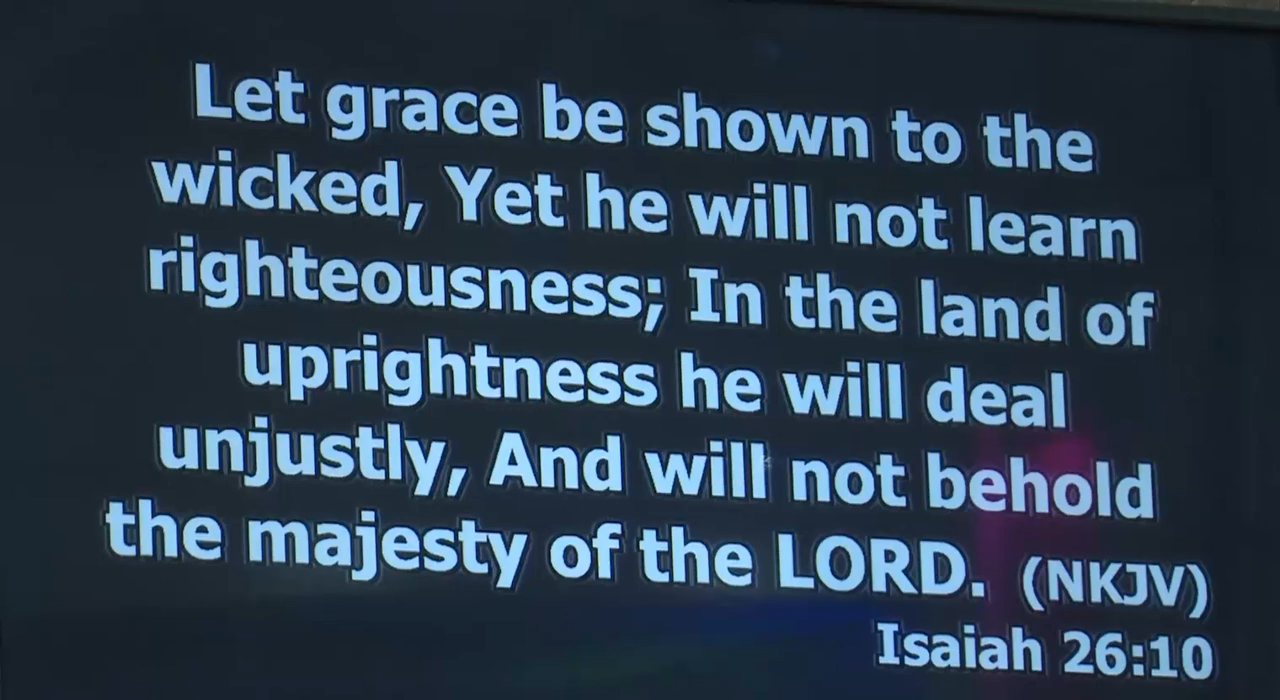 Let grace be shown to the
wicked, Yet he will not learn
righteousness; In the land of
uprightness he will deal
unjustly, And will not behold
the majesty of the LORD. (NKJV)
Isaiah 26:10